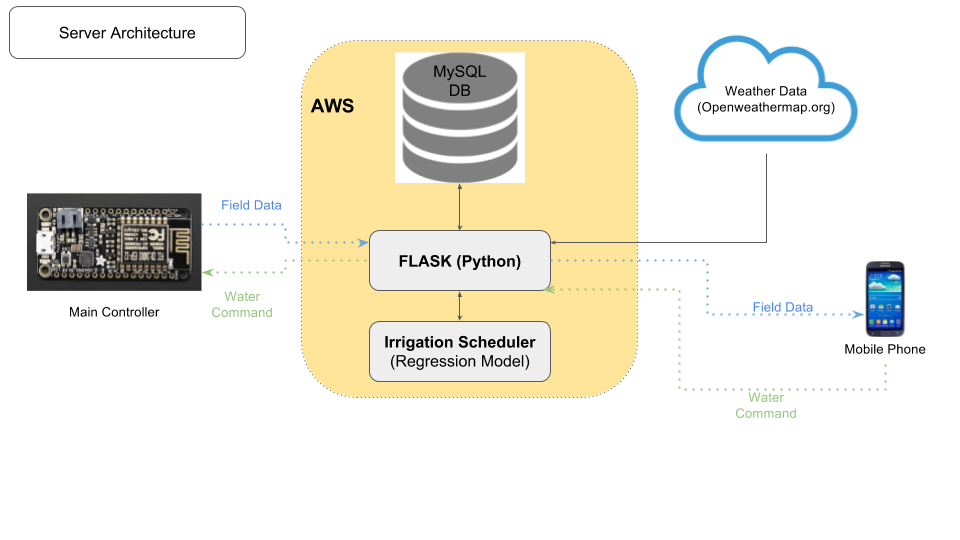 Server Architecture
MySQL
DB
AWS
Weather Data
(Openweathermap.org)
Field Data
FLASK (Python)
Water
Command
Main Controller
Field Data
Irrigation Scheduler
(Regression Model)
Mobile Phone
Water
Command